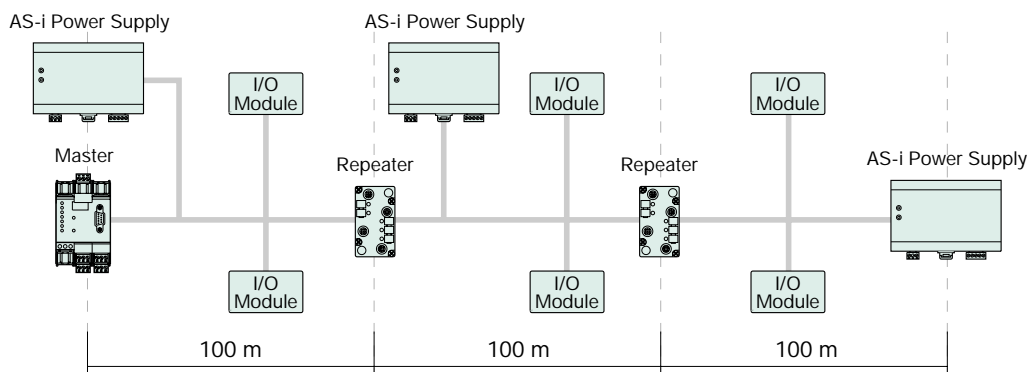 AS-i Power Supply
AS-i Power Supply
I/O
Module
I/O
Module
I/O
Module
Master
Repeater
Repeater
AS-i Power Supply
I/O
Module
I/O
Module
I/O
Module
100 m
100 m
100 m